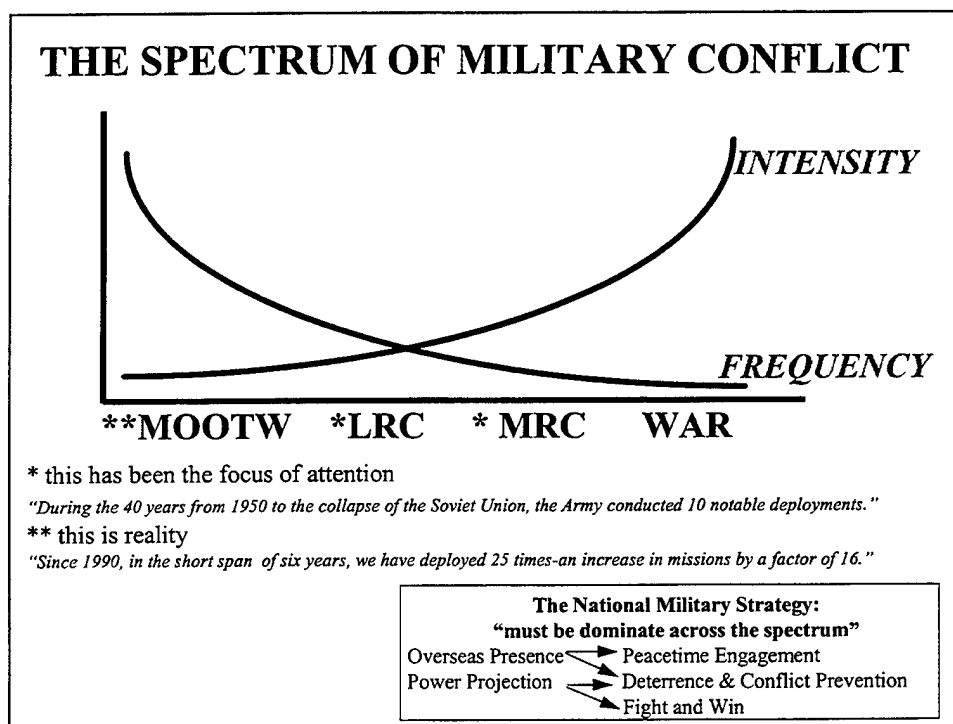 THE SPECTRUM OF MILITARY CONFLICT
INTENSITY
FREQUENCY
**MOOTW *LRC * MRC WAR
* this has been the focus of attention
“During the 40 years from 1950 to the collapse of the Soviet Union, the Army conducted 10 notable deployments.”
** this is reality
“Since 1990, in the short span of six years, we have deployed 25 times-an increase in missions by a factor of 16.”
The National Military Strategy:
“must be dominate across the spectrum”
Overseas Presence Peacetime Engagement
Power Projection Deterrence & Conflict Prevention
Fight and Win